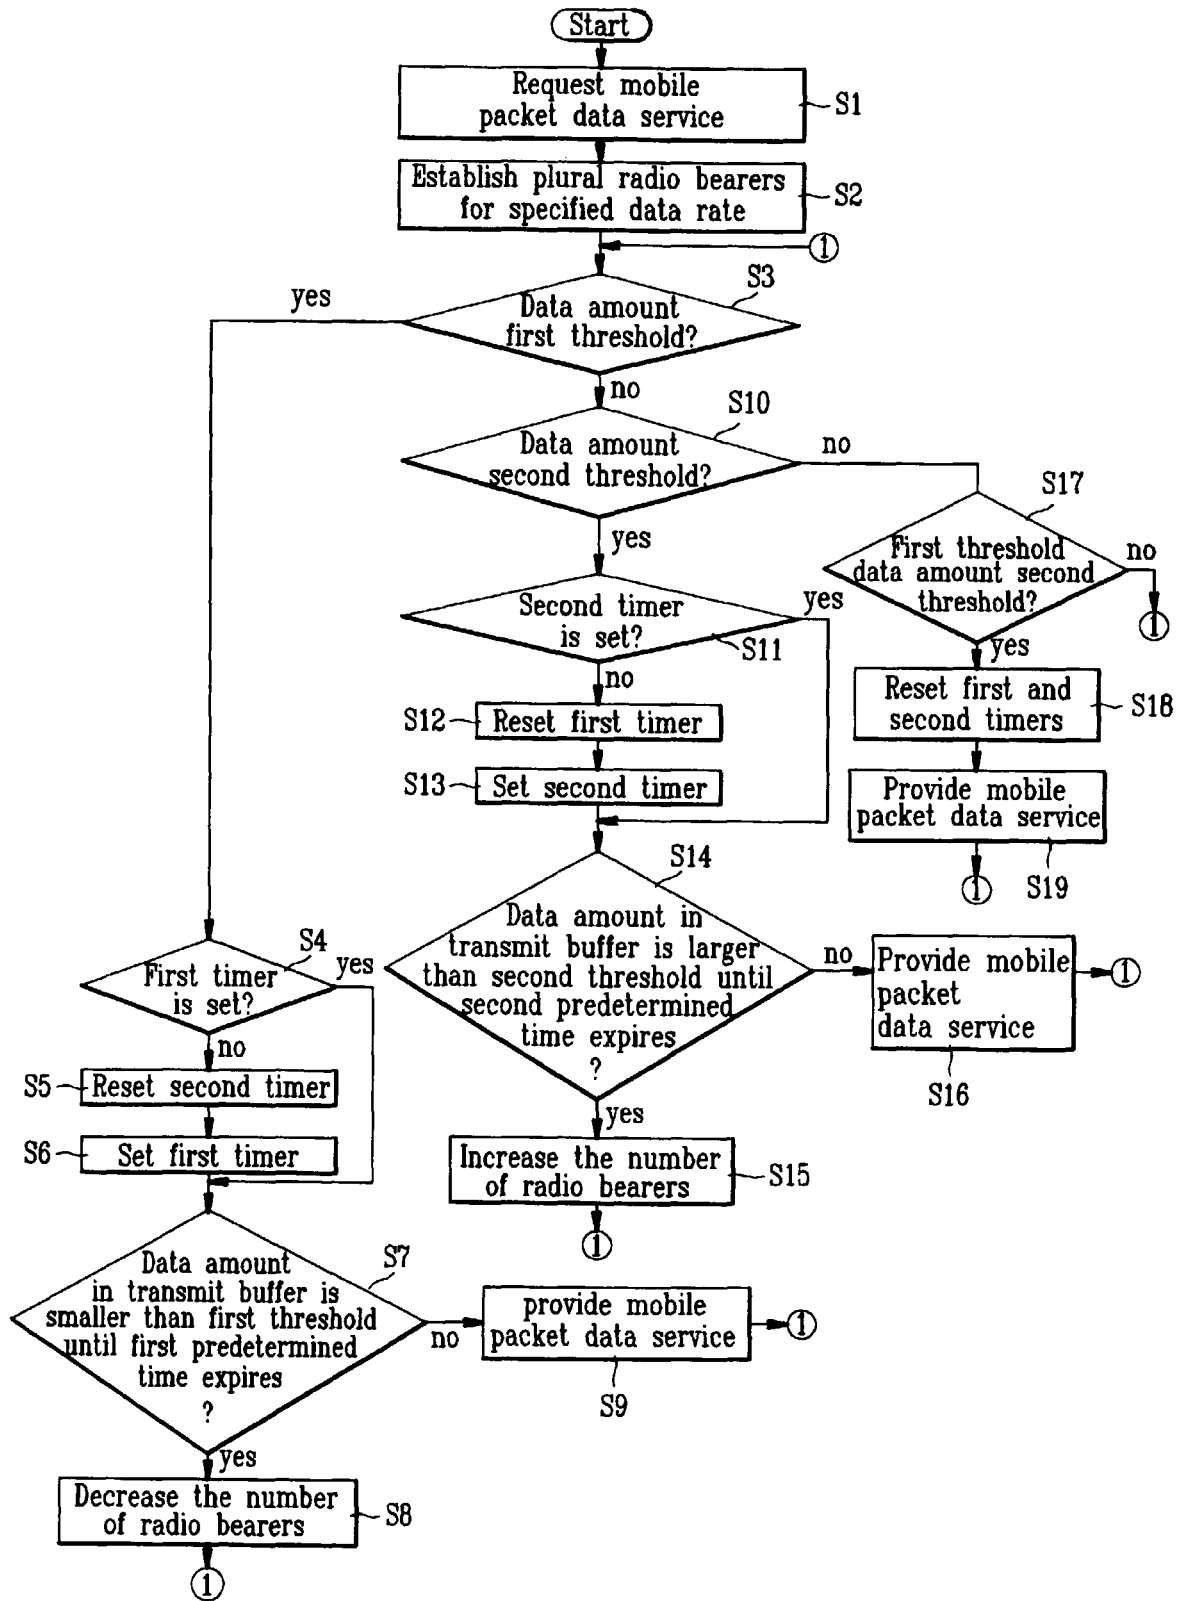 Start
Request mobile
packet data service
S1
Establish plural radio bearers
for specified data rate
S2
1
S3
yes
Data amount
first threshold?
no
S10
Data amount
second threshold?
no
S17
yes
First threshold
data amount second
threshold?
no
1
Second timer
is set?
yes
S11
no
yes
S12
Reset first timer
Reset first and
second timers
S18
S13
Set second timer
Provide mobile
packet data service
S19
1
S14
Data amount in
transmit buffer is larger
than second threshold until
second predetermined
time expires
?
no
Provide mobile
packet
data service
1
S16
S4
First timer
is set?
yes
no
S5
Reset second timer
S6
Set first timer
yes
Increase the number
of radio bearers
S15
1
S7
Data amount
in transmit buffer is
smaller than first threshold
until first predetermined
time expires
?
no
provide mobile
packet data service
1
S9
yes
Decrease the number
of radio bearers
S8
1